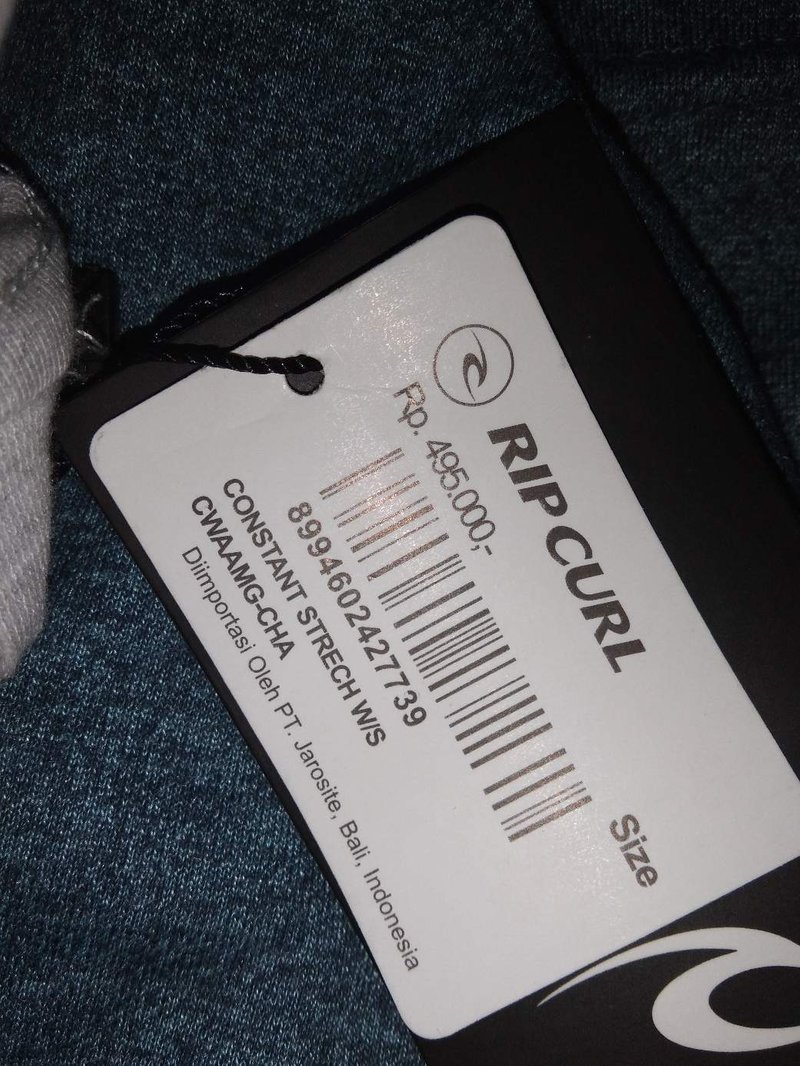 RIP CURL
Rp. 495.000,-
8994602427739
CONSTANT STRECH W/S
CWAAMG-CHA
Diimportasi Oleh PT. Jarosite, Bali, Indonesia
Size